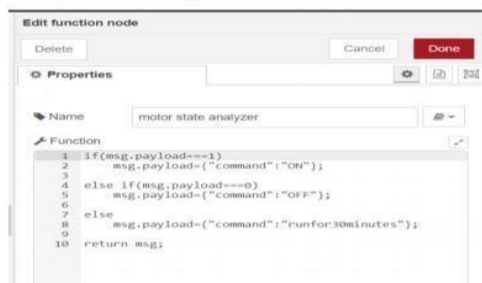 Edit function node
Delete Cancel Done
Properties
Name motor state analyzer
Function
1 if(msg.payload===1)
2 msg.payload={"command":"ON"};
3
4 else if(msg.payload===0)
5 msg.payload={"command":"OFF"};
6
7 else
8 msg.payload={"command":"runfor30minutes"};
9
10 return msg;